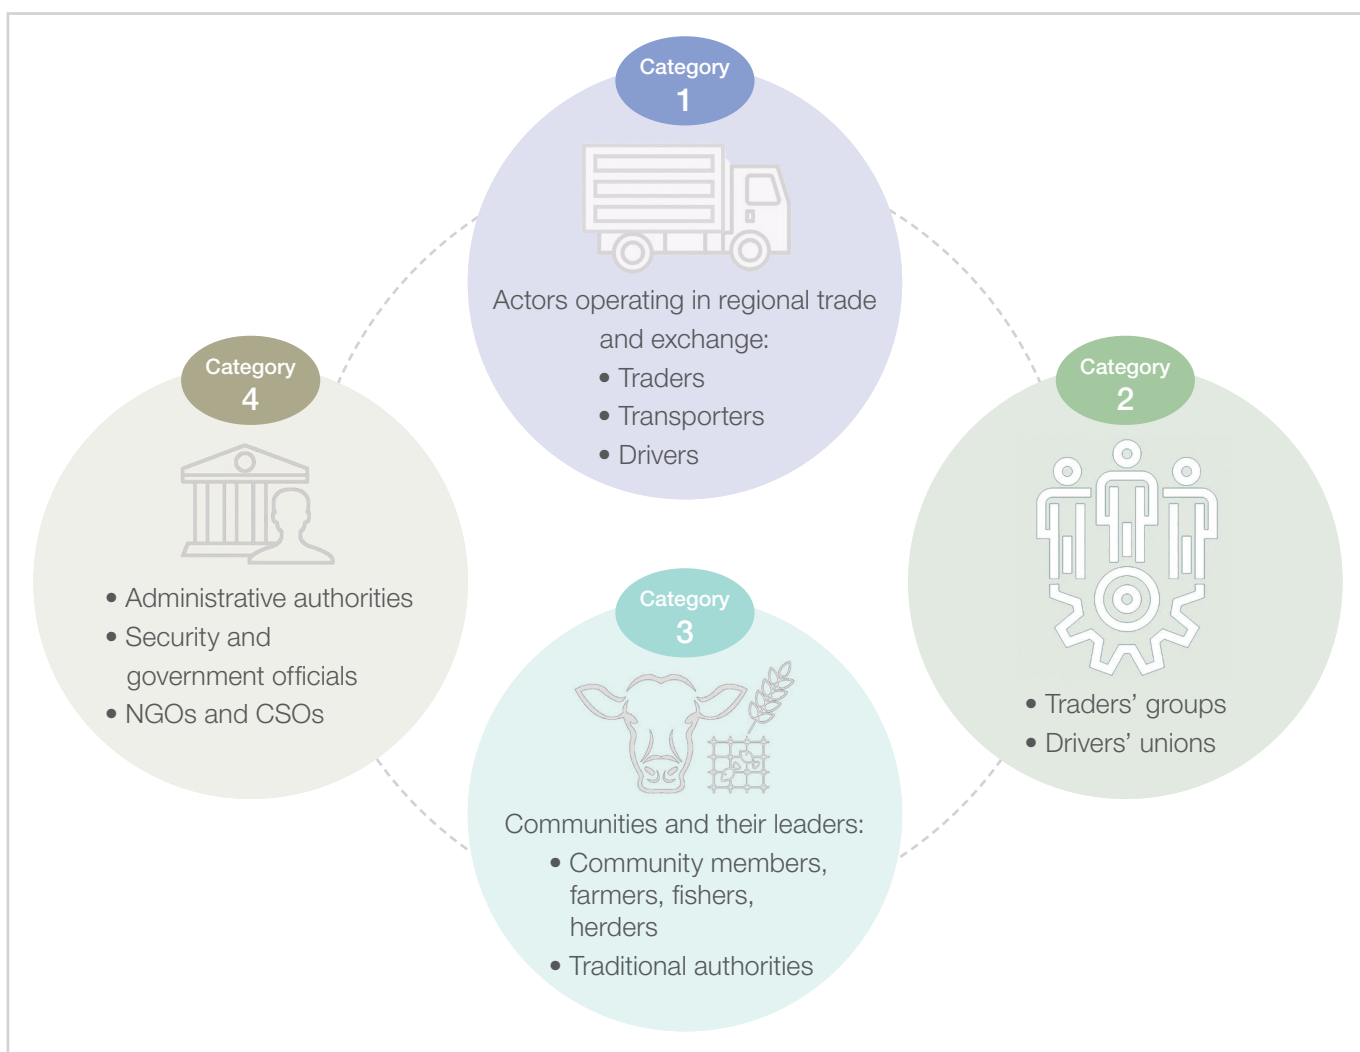 Category
1
Actors operating in regional trade
and exchange:
• Traders
• Transporters
• Drivers
Category
2
• Traders’ groups
• Drivers’ unions
Category
3
Communities and their leaders:
• Community members,
farmers, fishers,
herders
• Traditional authorities
Category
4
• Administrative authorities
• Security and
government officials
• NGOs and CSOs